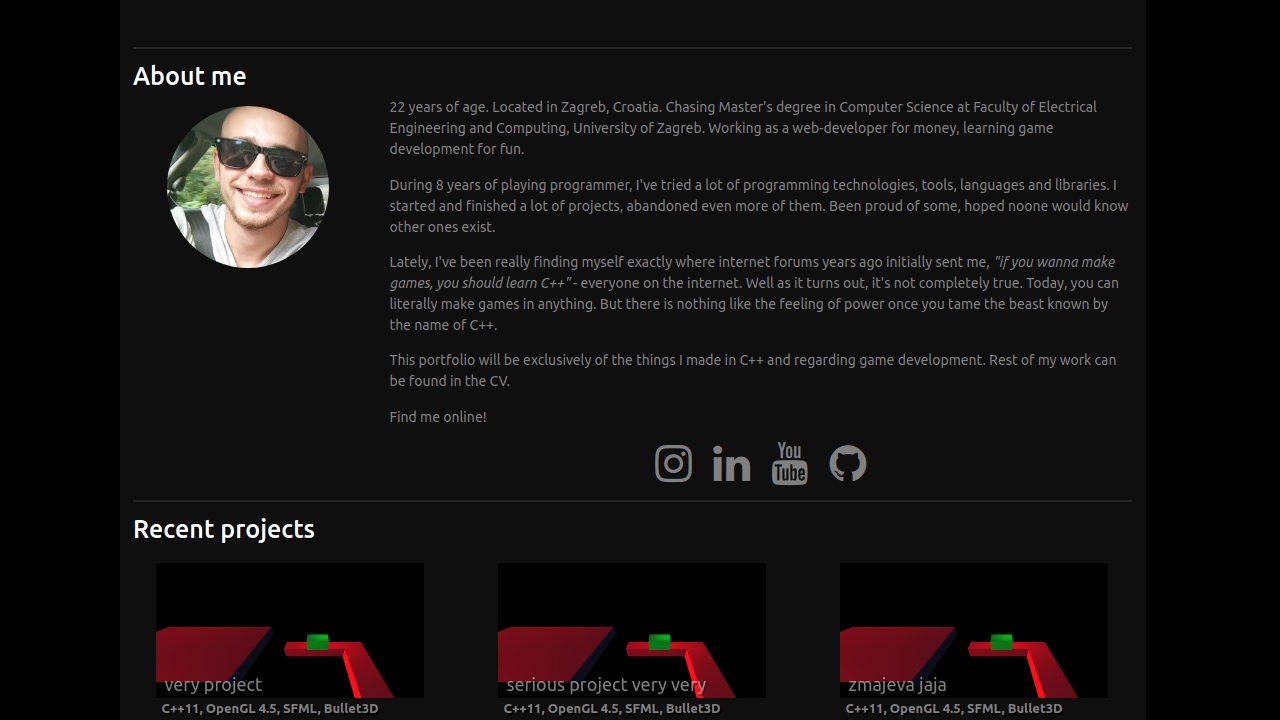 About me
22 years of age. Located in Zagreb, Croatia. Chasing Master's degree in Computer Science at Faculty of Electrical
Engineering and Computing, University of Zagreb. Working as a web-developer for money, learning game
development for fun.
During 8 years of playing programmer, I've tried a lot of programming technologies, tools, languages and libraries. I
started and finished a lot of projects, abandoned even more of them. Been proud of some, hoped noone would know
other ones exist.
Lately, I've been really finding myself exactly where internet forums years ago initially sent me, "if you wanna make
games, you should learn C++" - everyone on the internet. Well as it turns out, it's not completely true. Today, you can
literally make games in anything. But there is nothing like the feeling of power once you tame the beast known by
the name of C++.
This portfolio will be exclusively of the things I made in C++ and regarding game development. Rest of my work can
be found in the CV.
Find me online!
in
You
Tube
Recent projects
very project
C++11, OpenGL 4.5, SFML, Bullet3D
serious project very very
C++11, OpenGL 4.5, SFML, Bullet3D
zmajeva jaja
C++11, OpenGL 4.5, SFML, Bullet3D